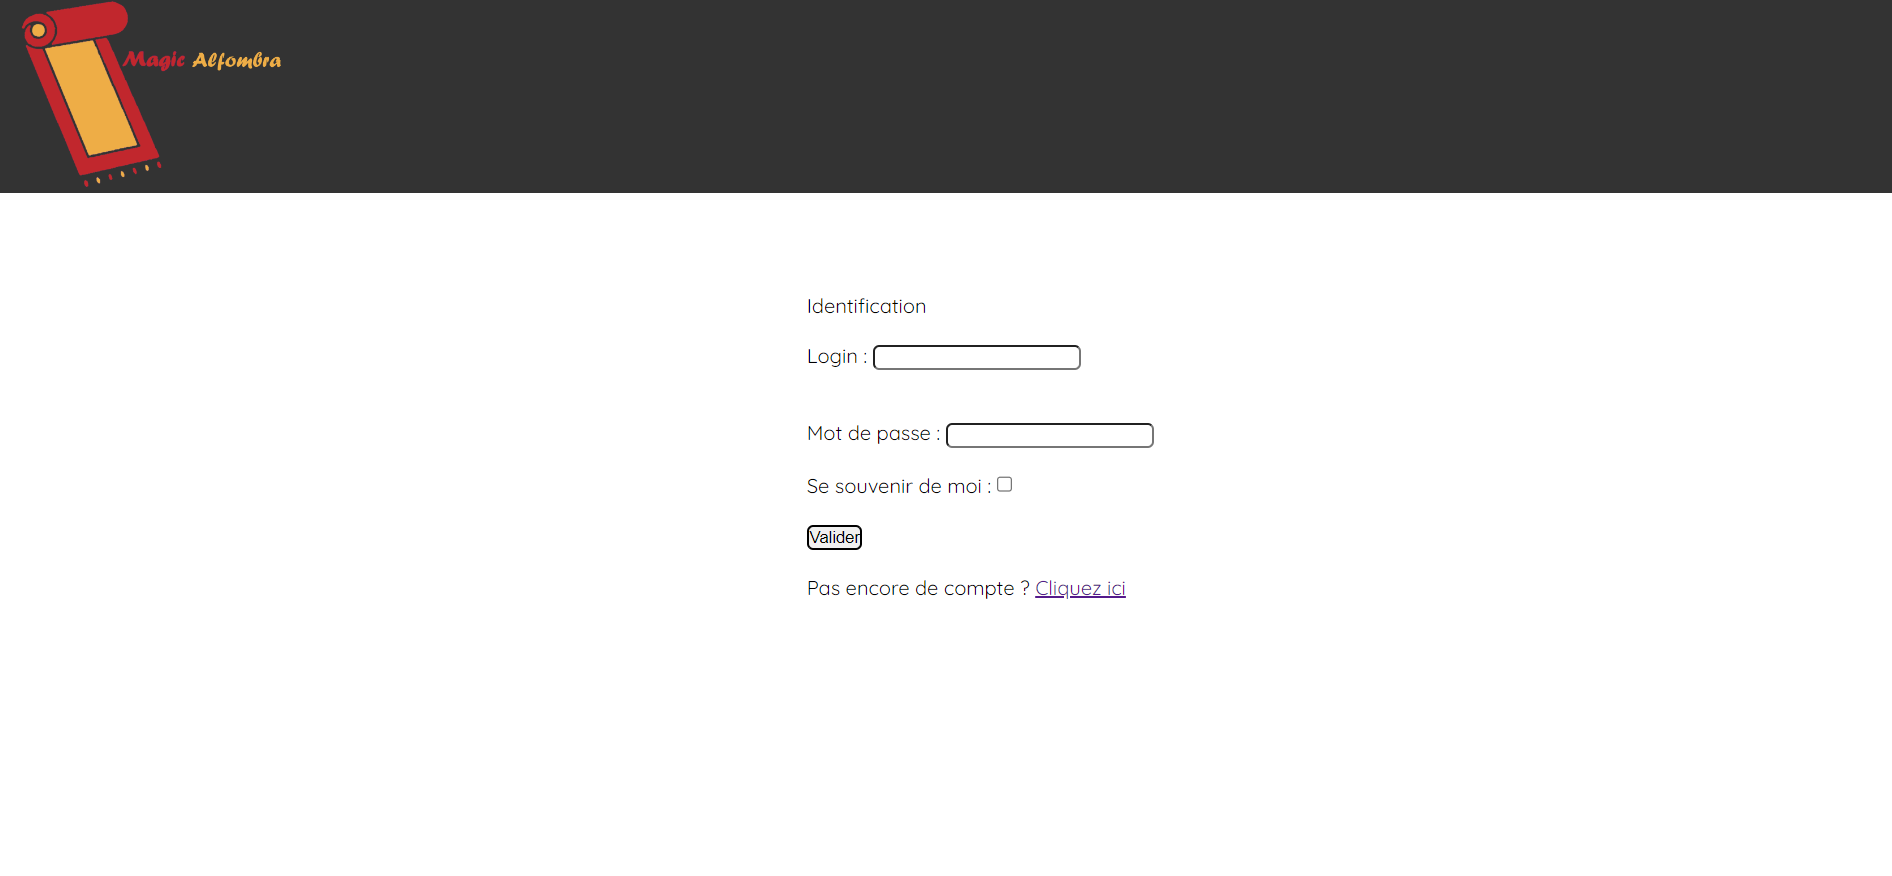 Magic Alfombra
Identification
Login :
Mot de passe :
Se souvenir de moi :
Valider
Pas encore de compte ? Cliquez ici